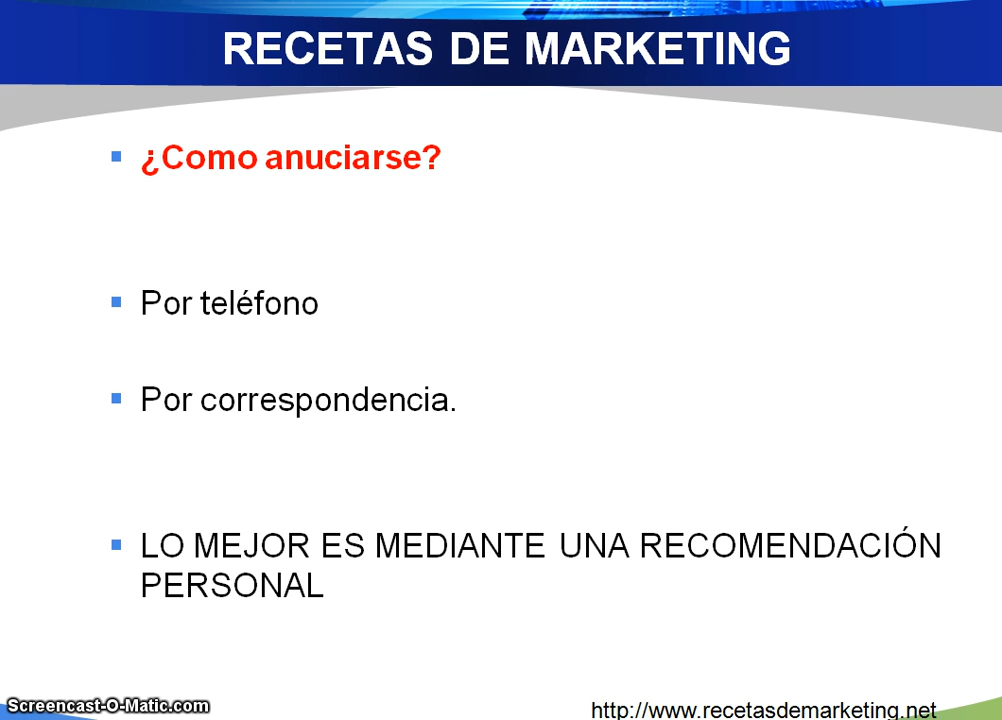 RECETAS DE MARKETING
¿Como anuciarse?
Por teléfono
Por correspondencia.
LO MEJOR ES MEDIANTE UNA RECOMENDACIÓN
PERSONAL
Screencast-O-Matic.com
http://www.recetasdemarketing.net